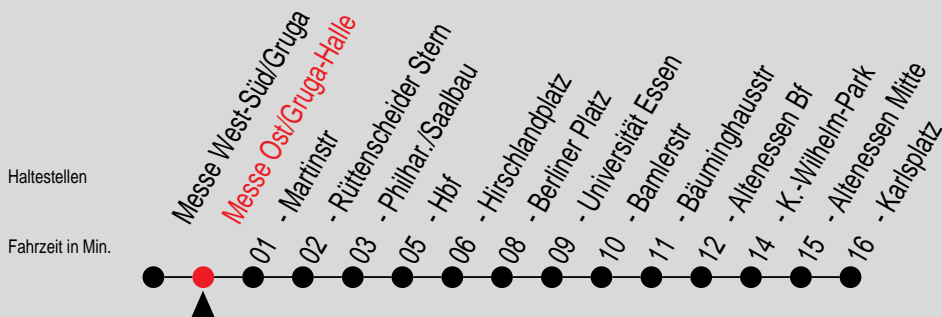 Haltestellen
Fahrzeit in Min.
Messe West-Süd/Gruga
Messe Ost/Gruga-Halle
01 - Martinstr
02 - Rüttenscheider Stern
03 - Philhar./Saalbau
05 - Hbf
06 - Hirschlandplatz
08 - Berliner Platz
09 - Universität Essen
10 - Bamlerstr
11 - Bäuminghausstr
12 - Altenessen Bf
14 - K.-Wilhelm-Park
15 - Altenessen Mitte
16 - Karlsplatz